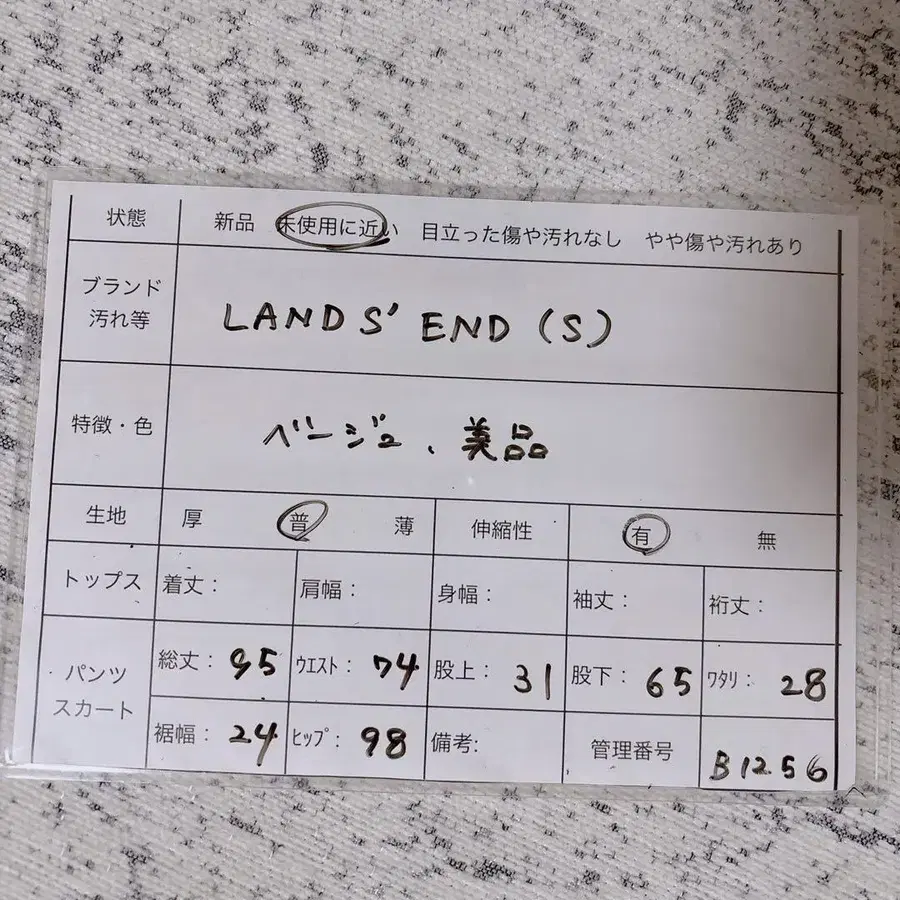 状態 新品 未使用に近い 目立った傷や汚れなし やや傷や汚れあり
ブランド
汚れ等
LANDS' END (S)
特徴・色 ベージュ、美品
生地 厚 普 薄 伸縮性 有 無
トップス 着丈: 肩幅: 身幅: 袖丈: 裄丈:
パンツ
スカート
総丈: 95 ウエスト: 74 股上: 31 股下: 65 ワタリ: 28
裾幅: 24 ヒップ: 98 備考: 管理番号 B1256